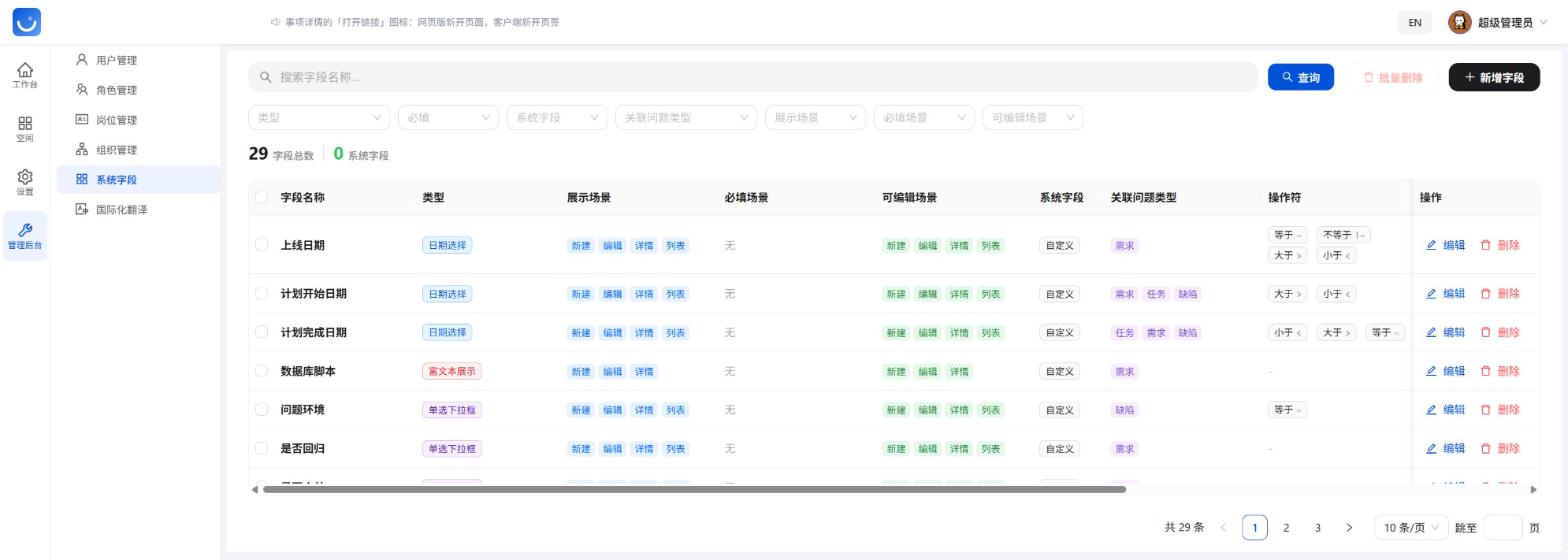 事项详情的「打开链接」图标：网页版新开页面，客户端新开页签
EN
超级管理员
工作台
空间
设置
管理后台
用户管理
角色管理
岗位管理
组织管理
系统字段
国际化翻译
搜索字段名称...
查询
批量删除
+ 新增字段
类型 必填 系统字段 关联问题类型 展示场景 必填场景 可编辑场景
29 字段总数 0 系统字段
字段名称 类型 展示场景 必填场景 可编辑场景 系统字段 关联问题类型 操作符 操作
上线日期 日期选择 新建 编辑 详情 列表 无 新建 编辑 详情 列表 自定义 需求 等于 = 不等于 != 大于 > 小于 < 编辑 删除
计划开始日期 日期选择 新建 编辑 详情 列表 无 新建 编辑 详情 列表 自定义 需求 任务 缺陷 大于 > 小于 < 编辑 删除
计划完成日期 日期选择 新建 编辑 详情 列表 无 新建 编辑 详情 列表 自定义 任务 需求 缺陷 小于 < 大于 > 等于 = 编辑 删除
数据库脚本 富文本展示 新建 编辑 详情 无 新建 编辑 详情 自定义 需求 - 编辑 删除
问题环境 单选下拉框 新建 编辑 详情 列表 无 新建 编辑 详情 列表 自定义 缺陷 等于 = 编辑 删除
是否回归 单选下拉框 新建 编辑 详情 列表 无 新建 编辑 详情 列表 自定义 需求 - 编辑 删除
共 29 条 < 1 2 3 > 10 条/页 跳至 页